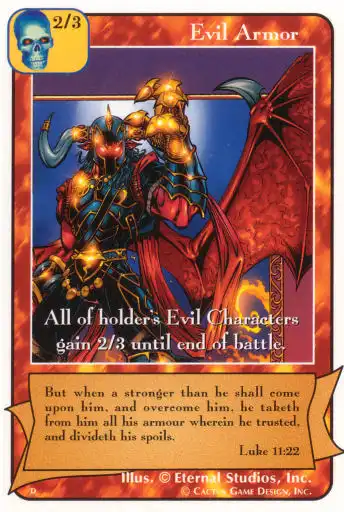 2/3
Evil Armor
All of holder's Evil Characters
gain 2/3 until end of battle.
But when a stronger than he shall come
upon him, and overcome him, he taketh
from him all his armour wherein he trusted,
and divideth his spoils.
Luke 11:22
Illus. © Eternal Studios, Inc.
D © Cactus Game Design, Inc.